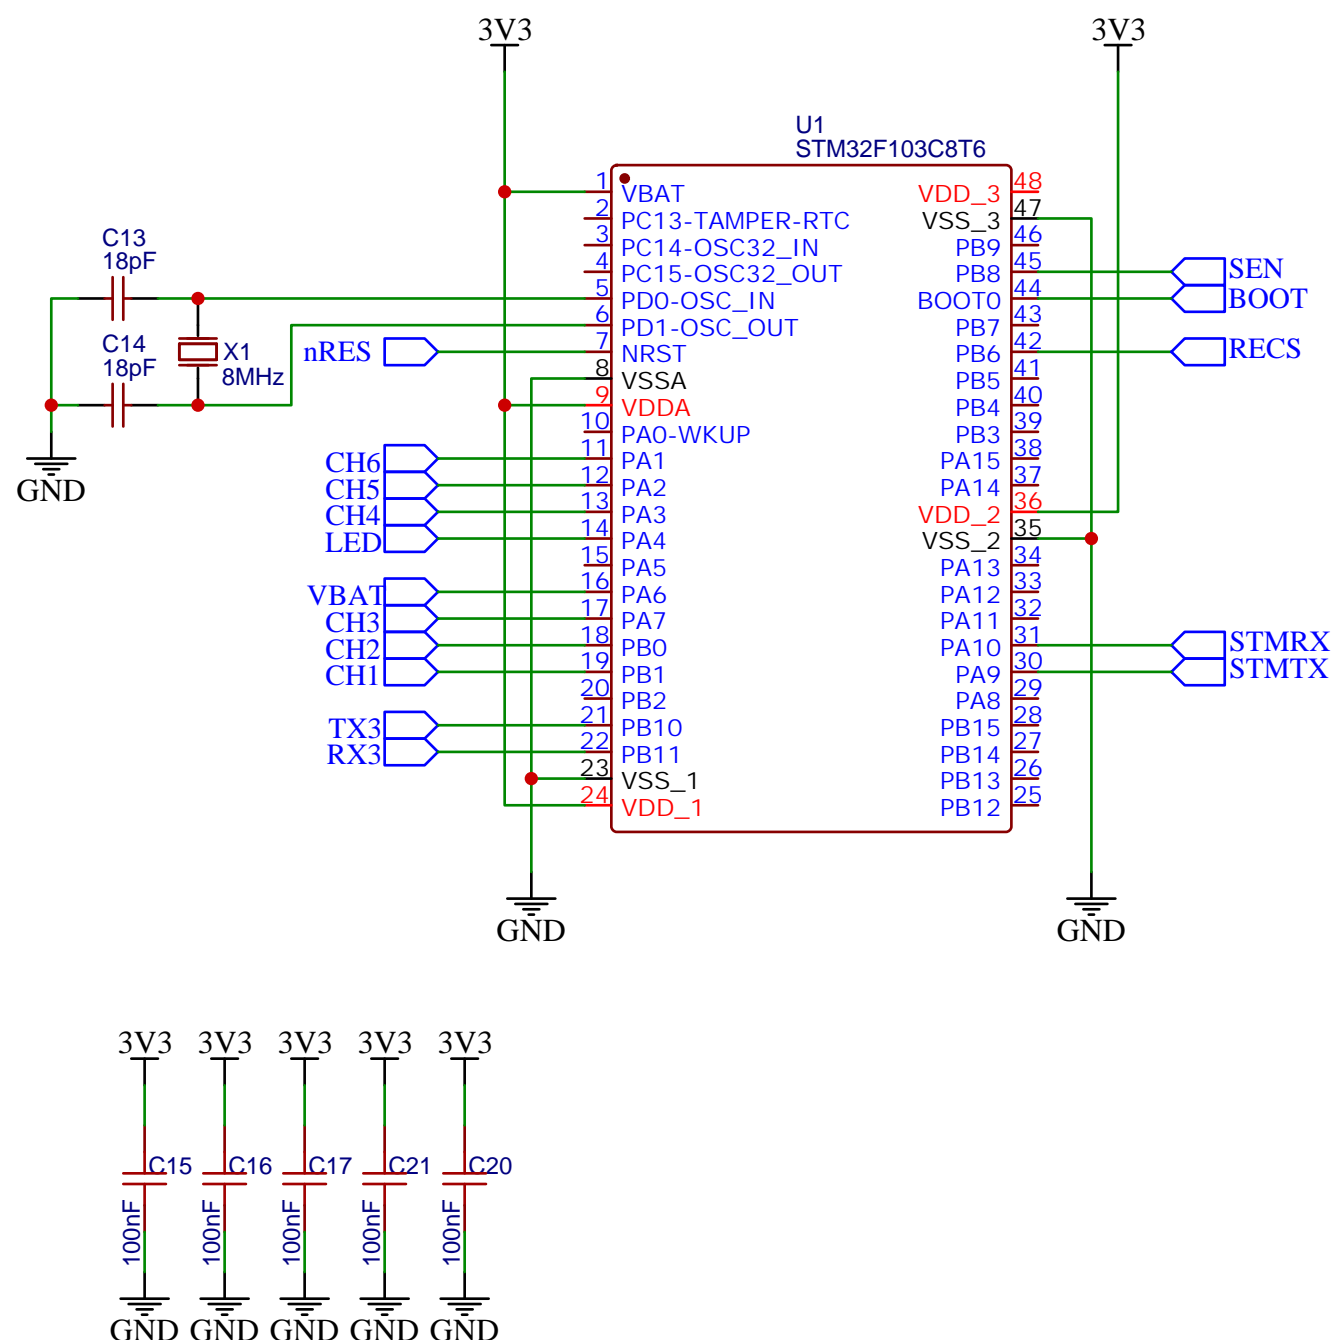 3V3
3V3
U1
STM32F103C8T6
1 VBAT
2 PC13-TAMPER-RTC
3 PC14-OSC32_IN
4 PC15-OSC32_OUT
5 PD0-OSC_IN
6 PD1-OSC_OUT
7 NRST
8 VSSA
9 VDDA
10 PA0-WKUP
11 PA1
12 PA2
13 PA3
14 PA4
15 PA5
16 PA6
17 PA7
18 PB0
19 PB1
20 PB2
21 PB10
22 PB11
23 VSS_1
24 VDD_1
VDD_3 48
VSS_3 47
PB9 46
PB8 45
BOOT0 44
PB7 43
PB6 42
PB5 41
PB4 40
PB3 39
PA15 38
PA14 37
VDD_2 36
VSS_2 35
PA13 34
PA12 33
PA11 32
PA10 31
PA9 30
PA8 29
PB15 28
PB14 27
PB13 26
PB12 25
C13
18pF
C14
18pF
X1
8MHz
GND
nRES
CH6
CH5
CH4
LED
VBAT
CH3
CH2
CH1
TX3
RX3
SEN
BOOT
RECS
STMRX
STMTX
GND
GND
3V3 3V3 3V3 3V3 3V3
C15 C16 C17 C21 C20
100nF 100nF 100nF 100nF 100nF
GND GND GND GND GND